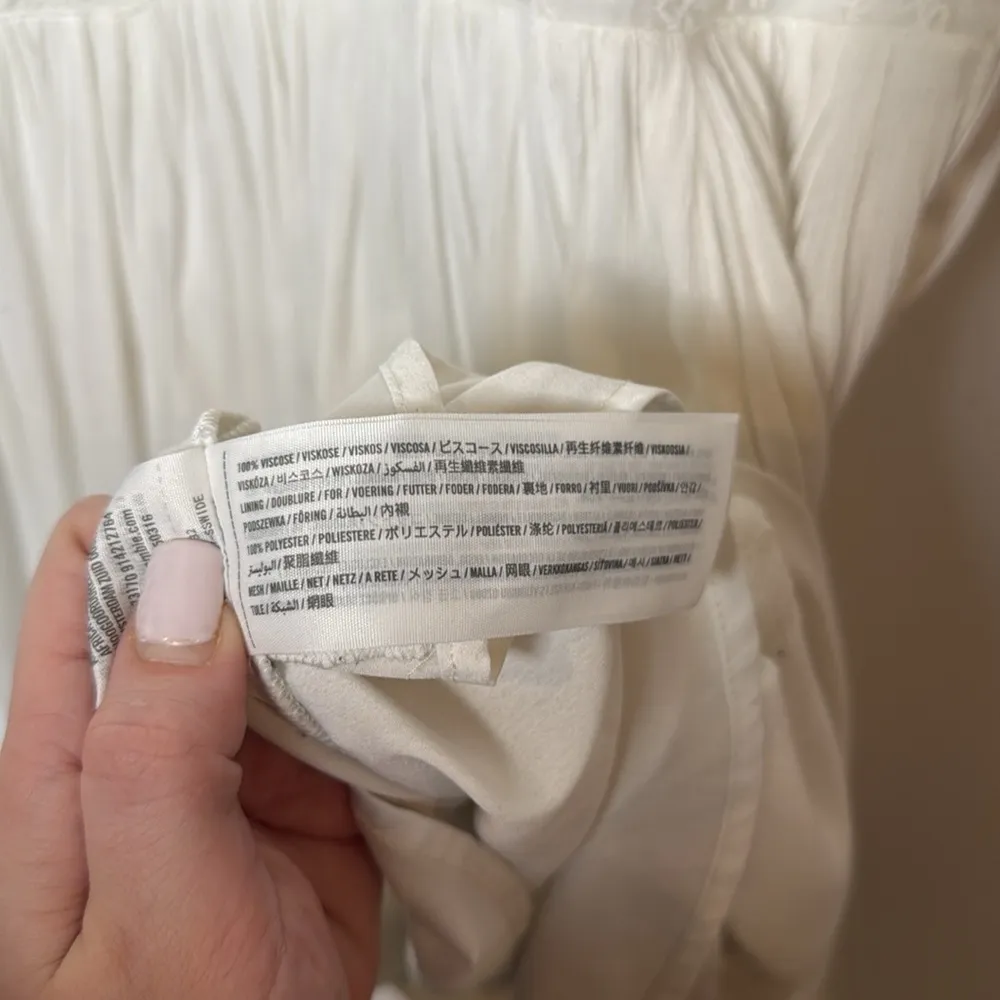 100% VISCOSE / VISKOSE / VISKOS / VISCOSA / ビスコース / VISCOSILLA / 再生纤维素纤维 / VISKOOSIA /
VISKÓZA / 비스코스 / WISKOZA / الفسكوز / 再生纖維素纖維
LINING / DOUBLURE / FOR / VOERING / FUTTER / FODER / FODERA / 裏地 / FORRO / 衬里 / VUORI / PODŠÍVKA / 안감 /
PODSZEWKA / FÔRING / البطانة / 內襯
100% POLYESTER / POLIESTERE / ポリエステル / POLIÉSTER / 涤纶 / POLYESTERIÄ / 폴리에스테르 / POLIESTER /
البوليستر / 聚脂纖維
MESH / MAILLE / NET / NETZ / A RETE / メッシュ / MALLA / 网眼 / VERKKOKANGAS / SÍŤOVINA / 메시 / SIATKA / NETT /
TULE / الشبكة / 網眼